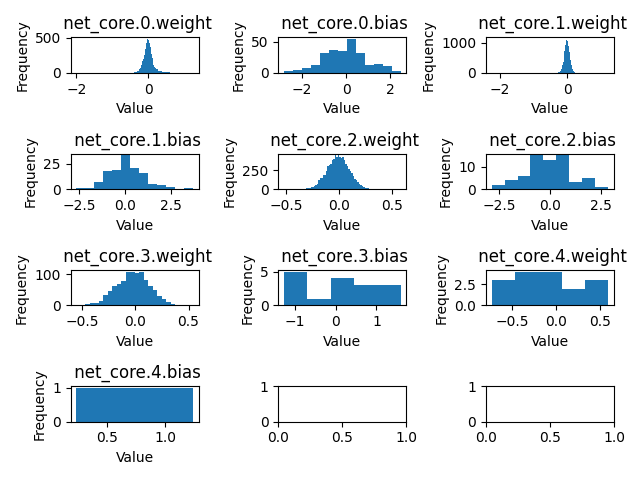 net_core.0.weight
Frequency
500
0
−2
0
Value
net_core.0.bias
Frequency
50
0
−2
0
2
Value
net_core.1.weight
Frequency
1000
0
−2
0
Value
net_core.1.bias
Frequency
25
0
−2.5
0.0
2.5
Value
net_core.2.weight
Frequency
250
0
−0.5
0.0
0.5
Value
net_core.2.bias
Frequency
10
0
−2.5
0.0
2.5
Value
net_core.3.weight
Frequency
100
0
−0.5
0.0
0.5
Value
net_core.3.bias
Frequency
5
0
−1
0
1
Value
net_core.4.weight
Frequency
2.5
0.0
−0.5
0.0
0.5
Value
net_core.4.bias
Frequency
1
0
0.5
1.0
Value
1
0
0.0
0.5
1.0
1
0
0.0
0.5
1.0